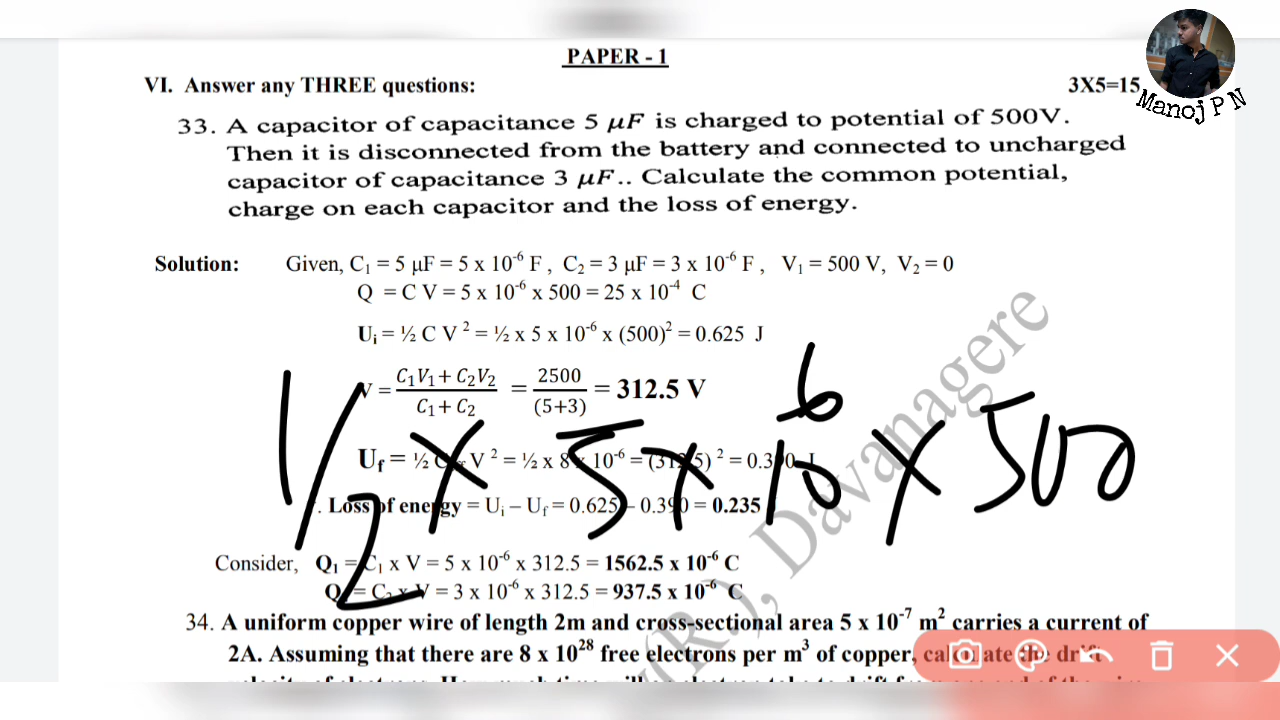 PAPER - 1
VI. Answer any THREE questions: 3X5=15
Manoj P N
33. A capacitor of capacitance 5 μF is charged to potential of 500V.
Then it is disconnected from the battery and connected to uncharged
capacitor of capacitance 3 μF.. Calculate the common potential,
charge on each capacitor and the loss of energy.
Solution: Given, C₁ = 5 μF = 5 x 10⁻⁶ F , C₂ = 3 μF = 3 x 10⁻⁶ F , V₁ = 500 V, V₂ = 0
Q = C V = 5 x 10⁻⁶ x 500 = 25 x 10⁻⁴ C
Uᵢ = ½ C V ² = ½ x 5 x 10⁻⁶ x (500)² = 0.625 J
V = (C₁V₁ + C₂V₂)/(C₁ + C₂) = 2500/(5+3) = 312.5 V
U_f = ½ V ² = ½ x 8 x 10⁻⁶ = ² = 0.390 J
Loss of energy = Uᵢ – U_f = 0.625 – 0.390 = 0.235
1/2 x 5 x 10 6 x 500
Consider, Q₁ = C₁ x V = 5 x 10⁻⁶ x 312.5 = 1562.5 x 10⁻⁶ C
Q = C₂ x V = 3 x 10⁻⁶ x 312.5 = 937.5 x 10⁻⁶ C
34. A uniform copper wire of length 2m and cross-sectional area 5 x 10⁻⁷ m² carries a current of
2A. Assuming that there are 8 x 10²⁸ free electrons per m³ of copper, calculate the drift
(R.), Davanagere